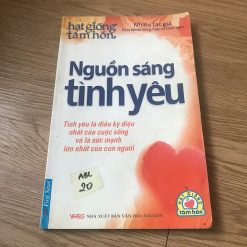 hạt giống
tâm hồn
Nhiều tác giả
Nguồn sáng
tình yêu
Tình yêu là điều kỳ diệu
nhất của cuộc sống
và là sức mạnh
lớn nhất của con người
ABC
20
First News
NHÀ XUẤT BẢN VĂN HÓA SÀI GÒN
tâm hồn